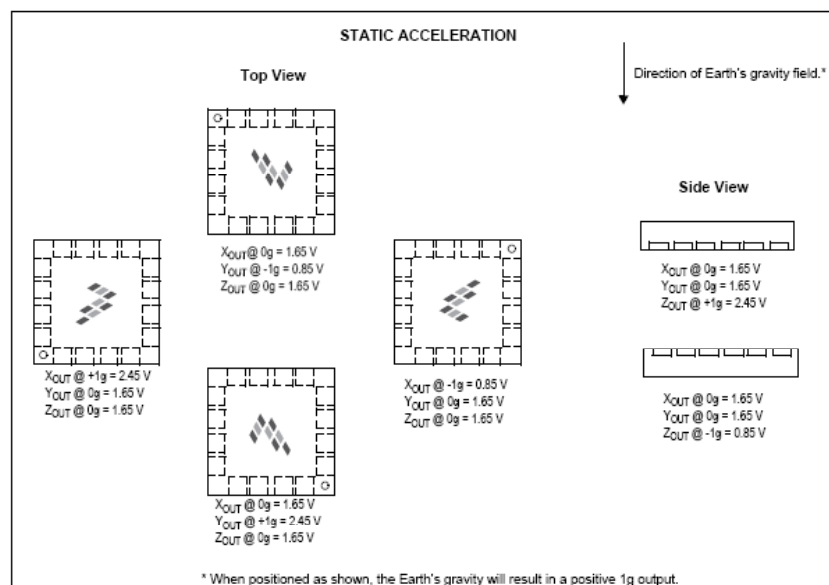 STATIC ACCELERATION
Direction of Earth's gravity field.*
Top View
Side View
XOUT@ 0g = 1.65 V
YOUT @ -1g = 0.85 V
ZOUT @ 0g = 1.65 V
XOUT @ 0g = 1.65 V
YOUT @ 0g = 1.65 V
ZOUT @ +1g = 2.45 V
XOUT @ +1g = 2.45 V
YOUT @ 0g = 1.65 V
ZOUT @ 0g = 1.65 V
XOUT @ -1g = 0.85 V
YOUT @ 0g = 1.65 V
ZOUT @ 0g = 1.65 V
XOUT @ 0g = 1.65 V
YOUT @ 0g = 1.65 V
ZOUT @ -1g = 0.85 V
XOUT @ 0g = 1.65 V
YOUT @ +1g = 2.45 V
ZOUT @ 0g = 1.65 V
* When positioned as shown, the Earth's gravity will result in a positive 1g output.